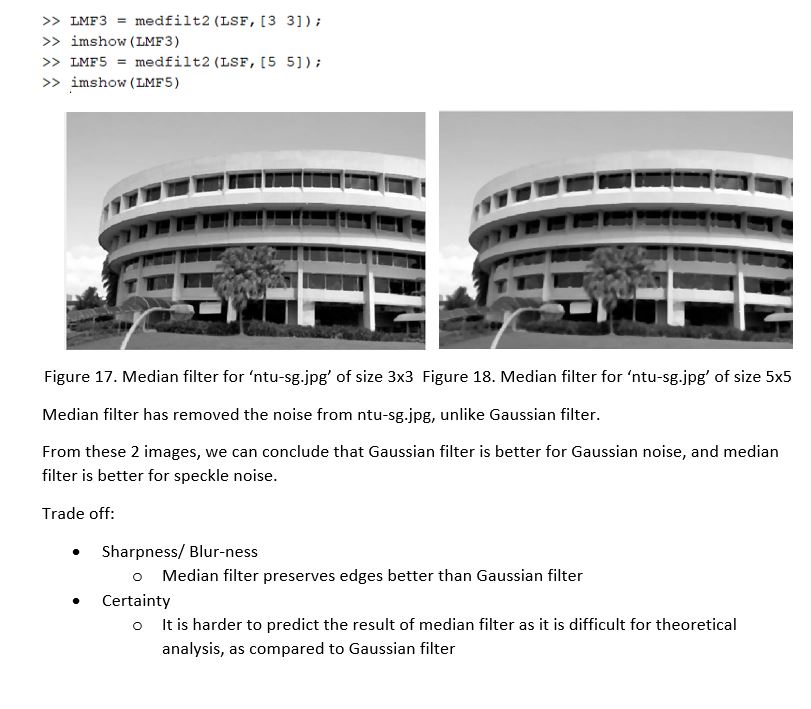 >> LMF3 = medfilt2(LSF,[3 3]);
>> imshow(LMF3)
>> LMF5 = medfilt2(LSF,[5 5]);
>> imshow(LMF5)
Figure 17. Median filter for ‘ntu-sg.jpg’ of size 3x3 Figure 18. Median filter for ‘ntu-sg.jpg’ of size 5x5
Median filter has removed the noise from ntu-sg.jpg, unlike Gaussian filter.
From these 2 images, we can conclude that Gaussian filter is better for Gaussian noise, and median
filter is better for speckle noise.
Trade off:
• Sharpness/ Blur-ness
o Median filter preserves edges better than Gaussian filter
• Certainty
o It is harder to predict the result of median filter as it is difficult for theoretical
analysis, as compared to Gaussian filter